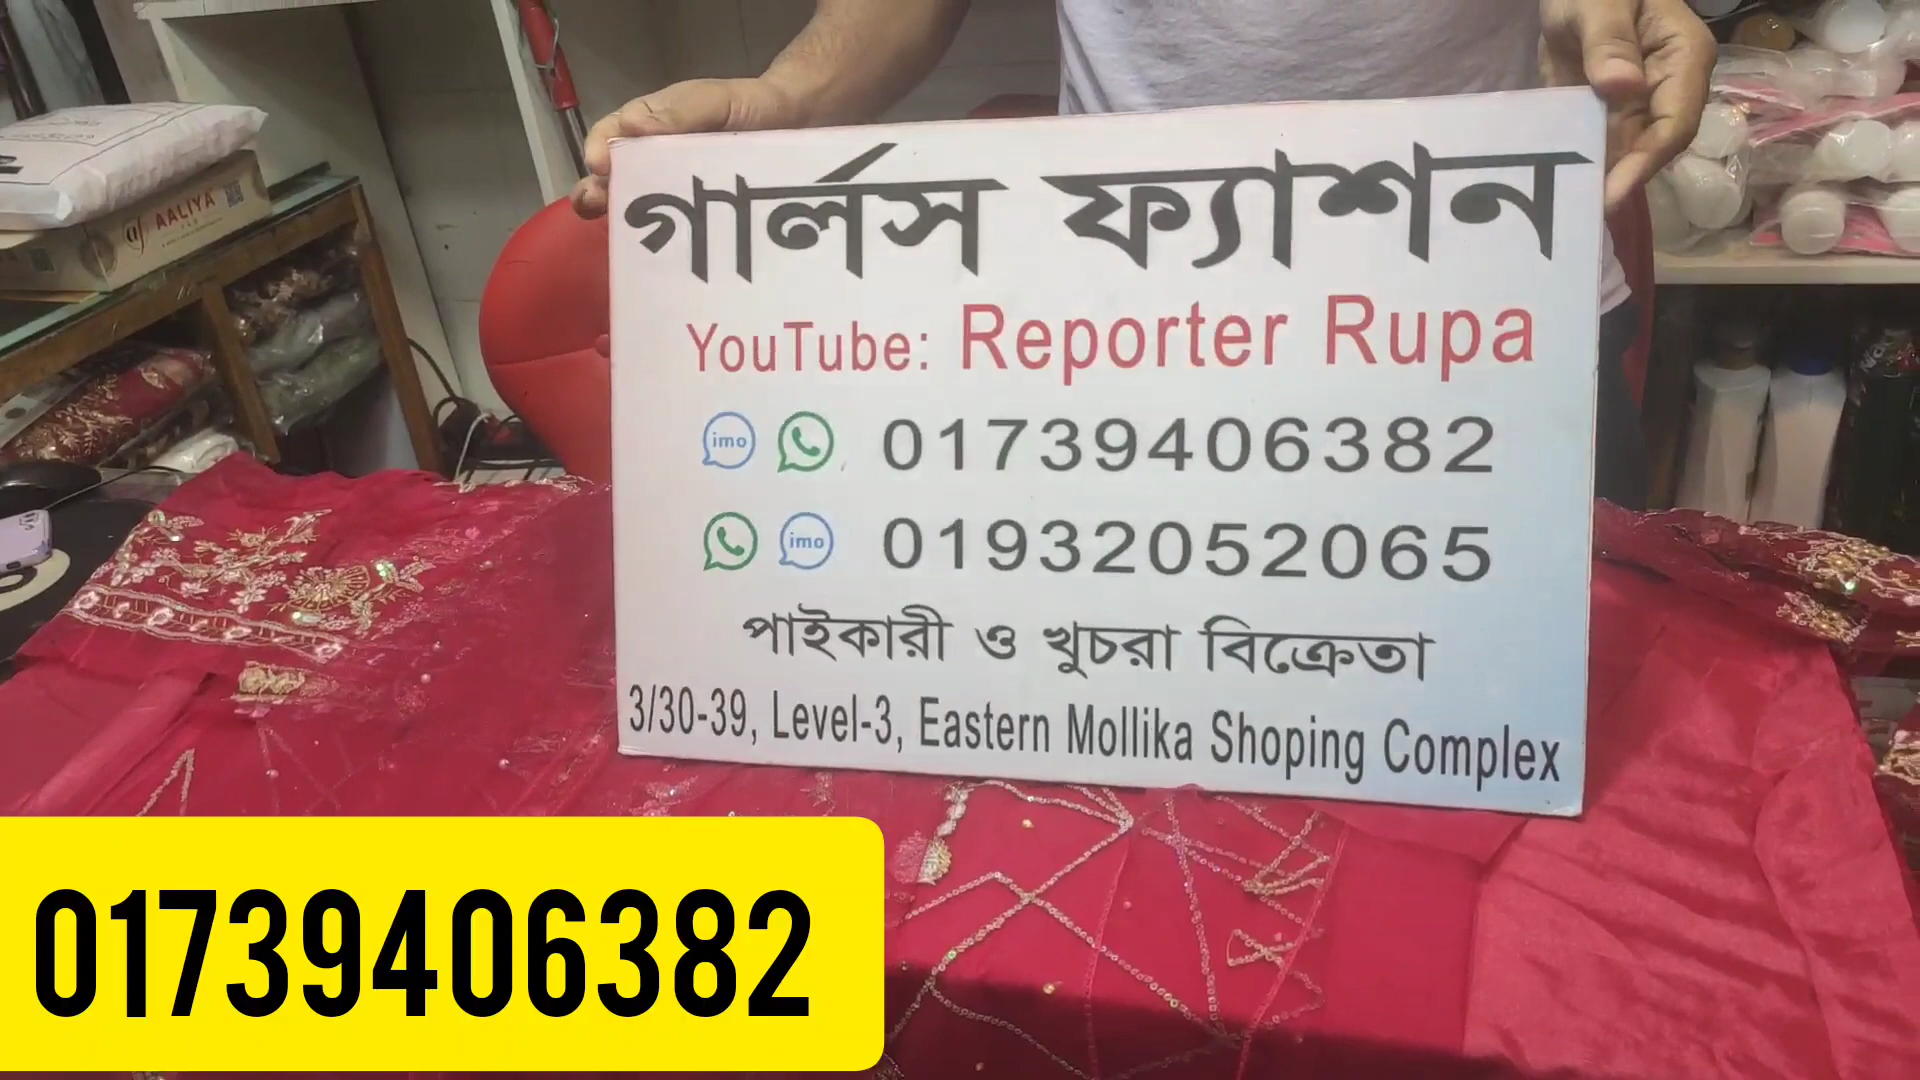 গার্লস ফ্যাশন
YouTube: Reporter Rupa
imo 01739406382
imo 01932052065
পাইকারী ও খুচরা বিক্রেতা
3/30-39, Level-3, Eastern Mollika Shoping Complex
AALIYA
01739406382